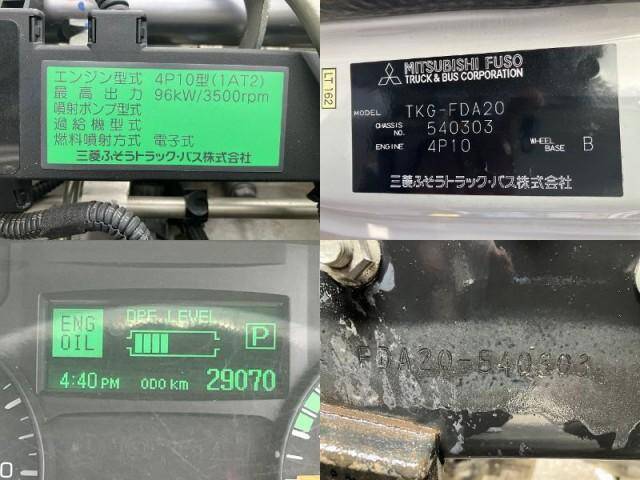 エンジン型式 4P10型(1AT2)
最高出力 96kW/3500rpm
噴射ポンプ型式
過給機型式
燃料噴射方式 電子式
三菱ふそうトラック・バス株式会社
LT 162
MITSUBISHI FUSO
TRUCK & BUS CORPORATION
MODEL TKG-FDA20
CHASSIS NO. 540303
ENGINE 4P10 WHEEL BASE B
三菱ふそうトラック・バス株式会社
ENG OIL
DPF LEVEL
P
4:40 PM ODO km 29070
0
FDA20-540303